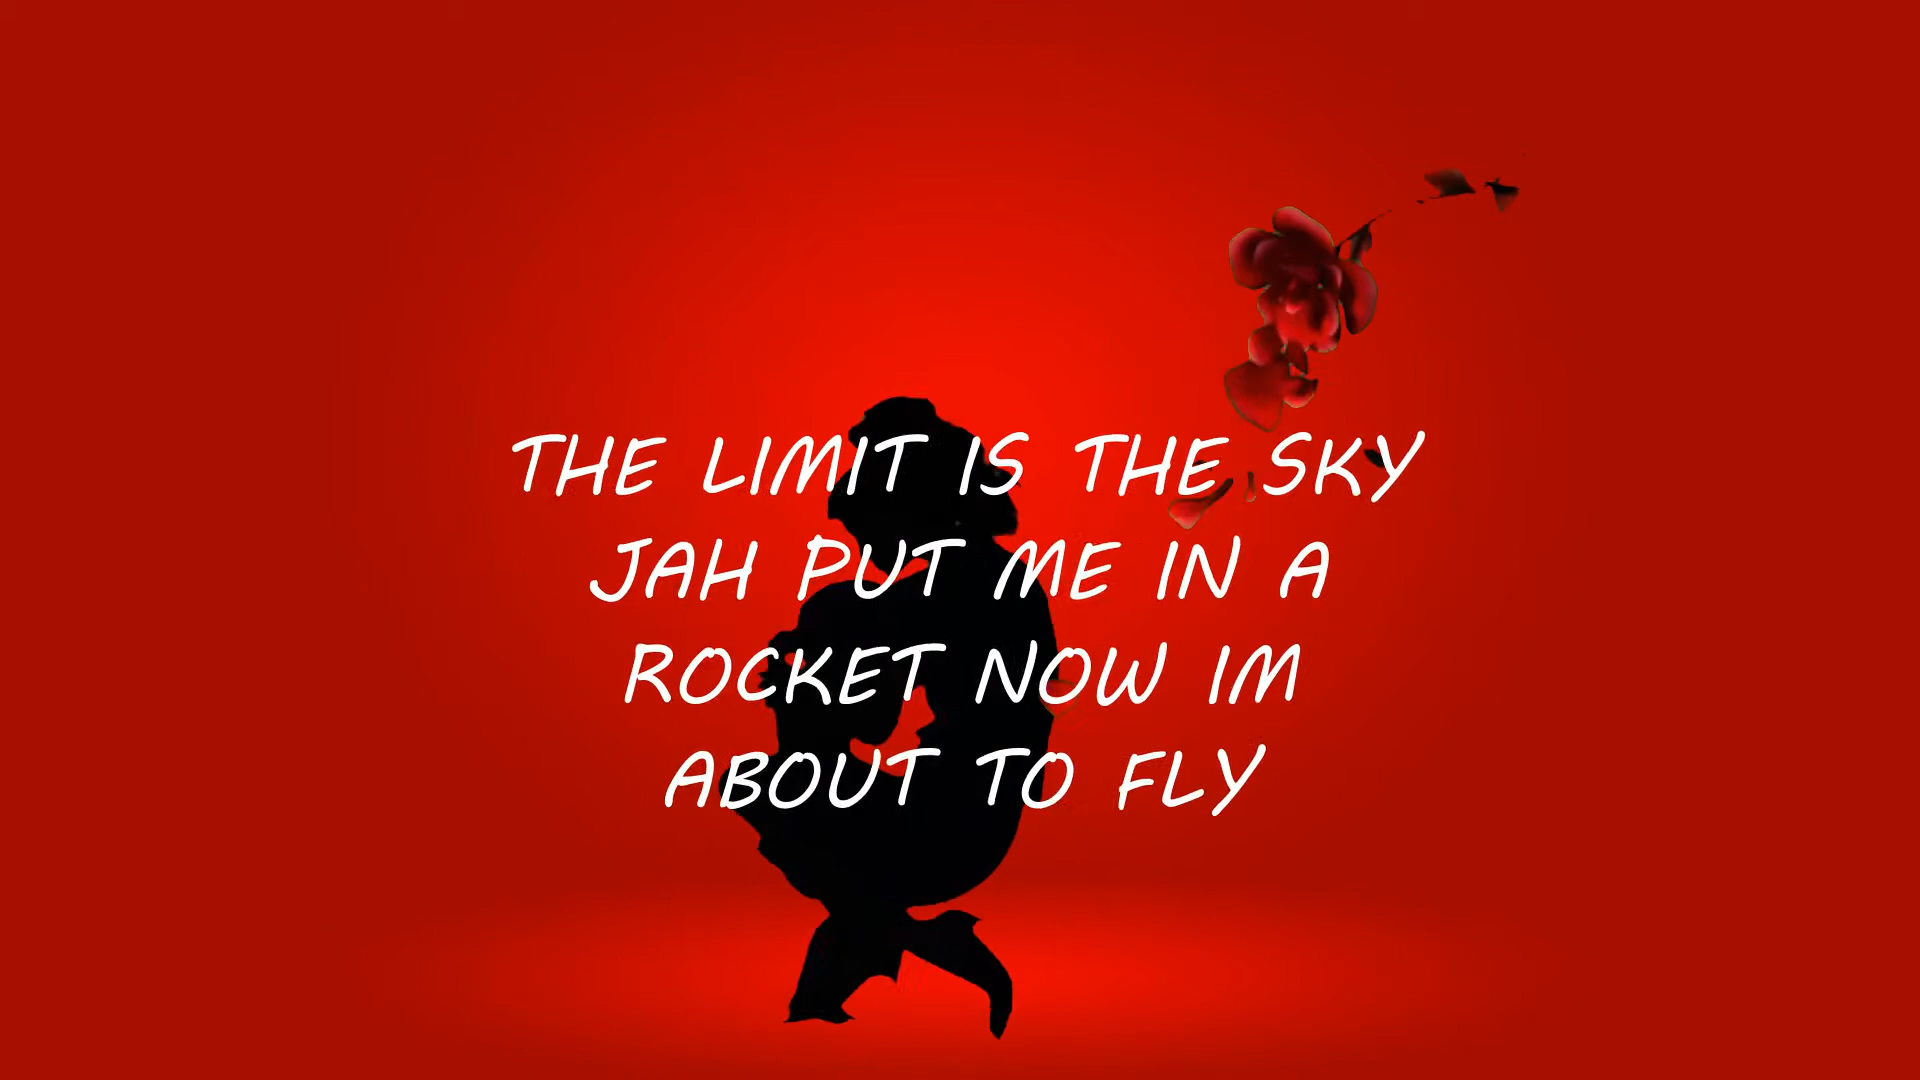 THE LIMIT IS THE SKY
JAH PUT ME IN A
ROCKET NOW IM
ABOUT TO FLY